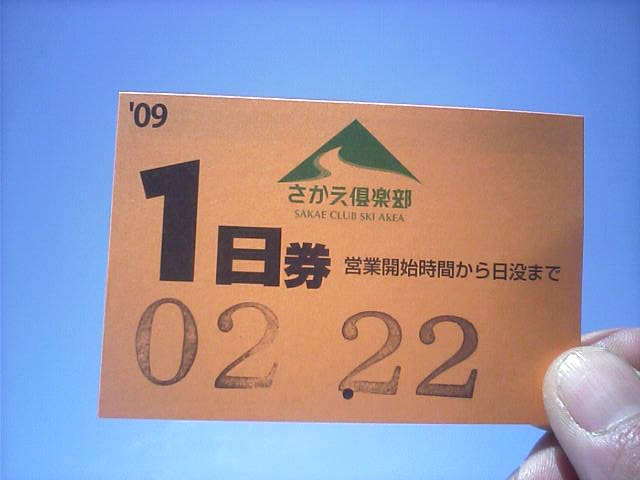 '09
さかえ倶楽部
SAKAE CLUB SKI AREA
1日券 営業開始時間から日没まで
02.22